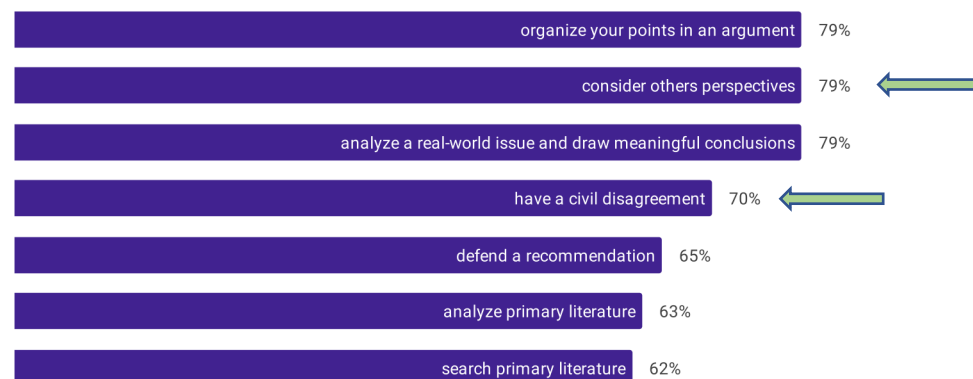 organize your points in an argument 79%
consider others perspectives 79%
analyze a real-world issue and draw meaningful conclusions 79%
have a civil disagreement 70%
defend a recommendation 65%
analyze primary literature 63%
search primary literature 62%